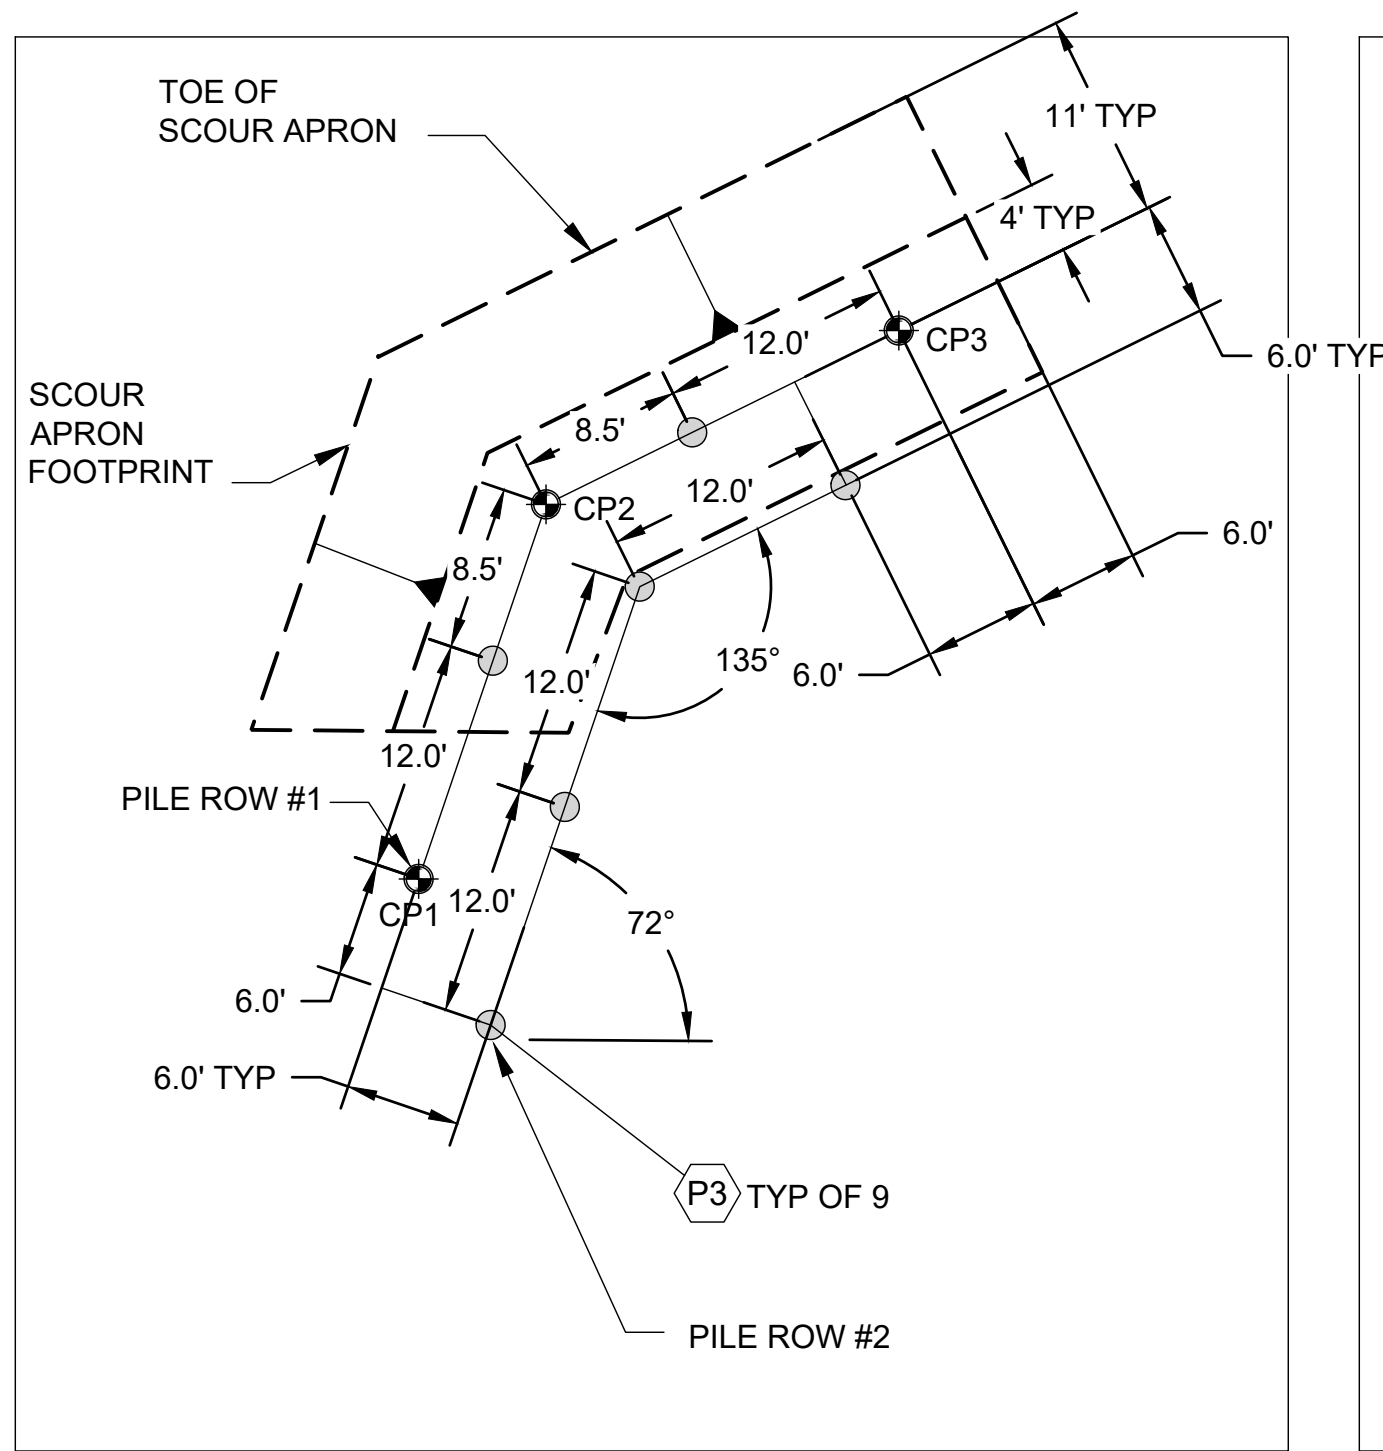 TOE OF
SCOUR APRON
11' TYP
4' TYP
12.0'
CP3
6.0' TYP
SCOUR
APRON
FOOTPRINT
8.5'
12.0'
CP2
6.0'
8.5'
135°
6.0'
12.0'
12.0'
PILE ROW #1
CP1
12.0'
72°
6.0'
6.0' TYP
P3 TYP OF 9
PILE ROW #2